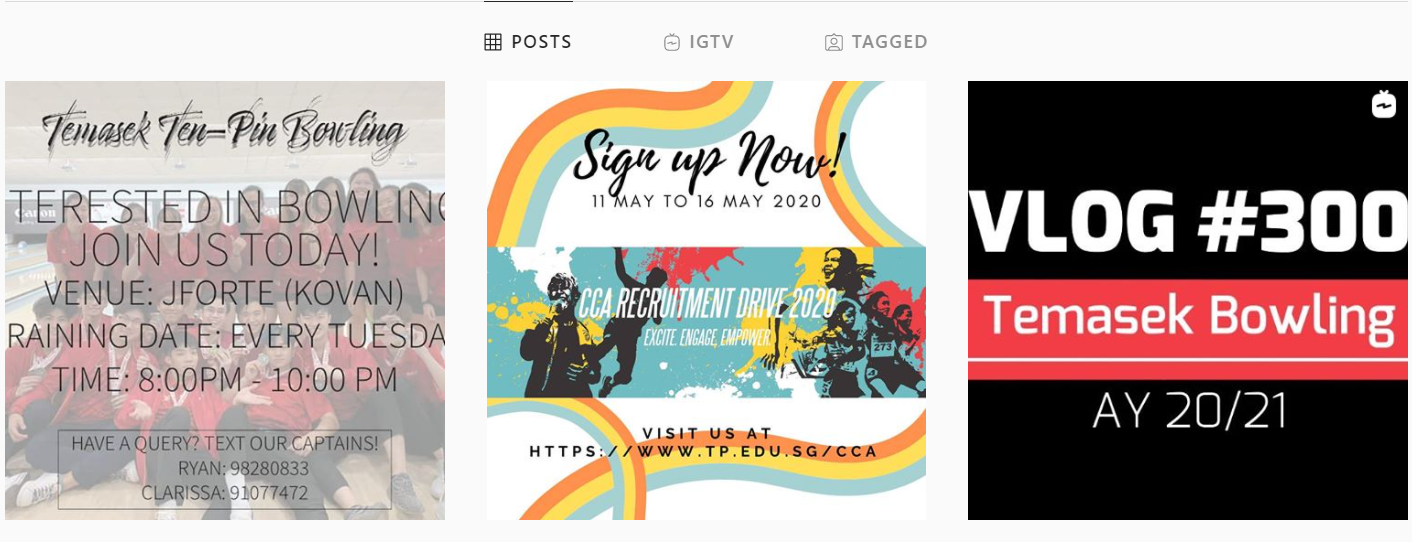 POSTS
IGTV
TAGGED
Temasek Ten-Pin Bowling
TERESTED IN BOWLING
JOIN US TODAY!
VENUE: JFORTE (KOVAN)
RAINING DATE: EVERY TUESDA
TIME: 8:00PM - 10:00 PM
HAVE A QUERY? TEXT OUR CAPTAINS!
RYAN: 98280833
CLARISSA: 91077472
Sign up Now!
11 MAY TO 16 MAY 2020
CCA RECRUITMENT DRIVE 2020
EXCITE. ENGAGE. EMPOWER.
273
VISIT US AT
HTTPS://WWW.TP.EDU.SG/CCA
VLOG #300
Temasek Bowling
AY 20/21